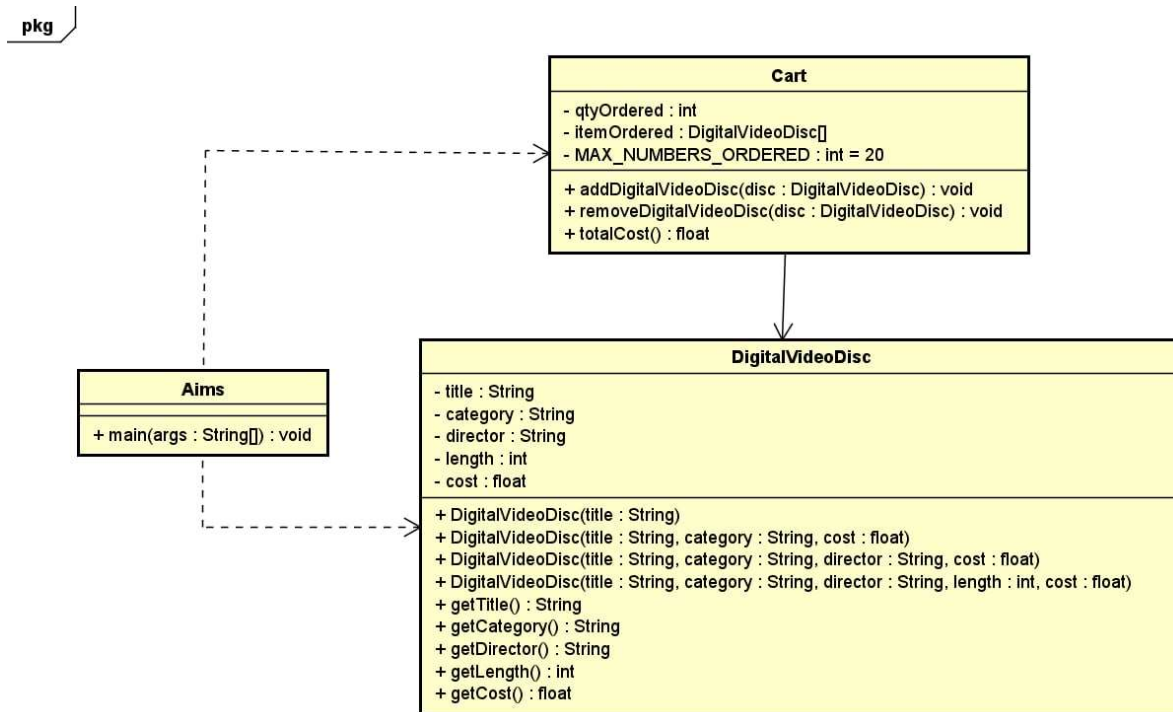 pkg
Cart
- qtyOrdered : int
- itemOrdered : DigitalVideoDisc[]
- MAX_NUMBERS_ORDERED : int = 20
+ addDigitalVideoDisc(disc : DigitalVideoDisc) : void
+ removeDigitalVideoDisc(disc : DigitalVideoDisc) : void
+ totalCost() : float
Aims
+ main(args : String[]) : void
DigitalVideoDisc
- title : String
- category : String
- director : String
- length : int
- cost : float
+ DigitalVideoDisc(title : String)
+ DigitalVideoDisc(title : String, category : String, cost : float)
+ DigitalVideoDisc(title : String, category : String, director : String, cost : float)
+ DigitalVideoDisc(title : String, category : String, director : String, length : int, cost : float)
+ getTitle() : String
+ getCategory() : String
+ getDirector() : String
+ getLength() : int
+ getCost() : float